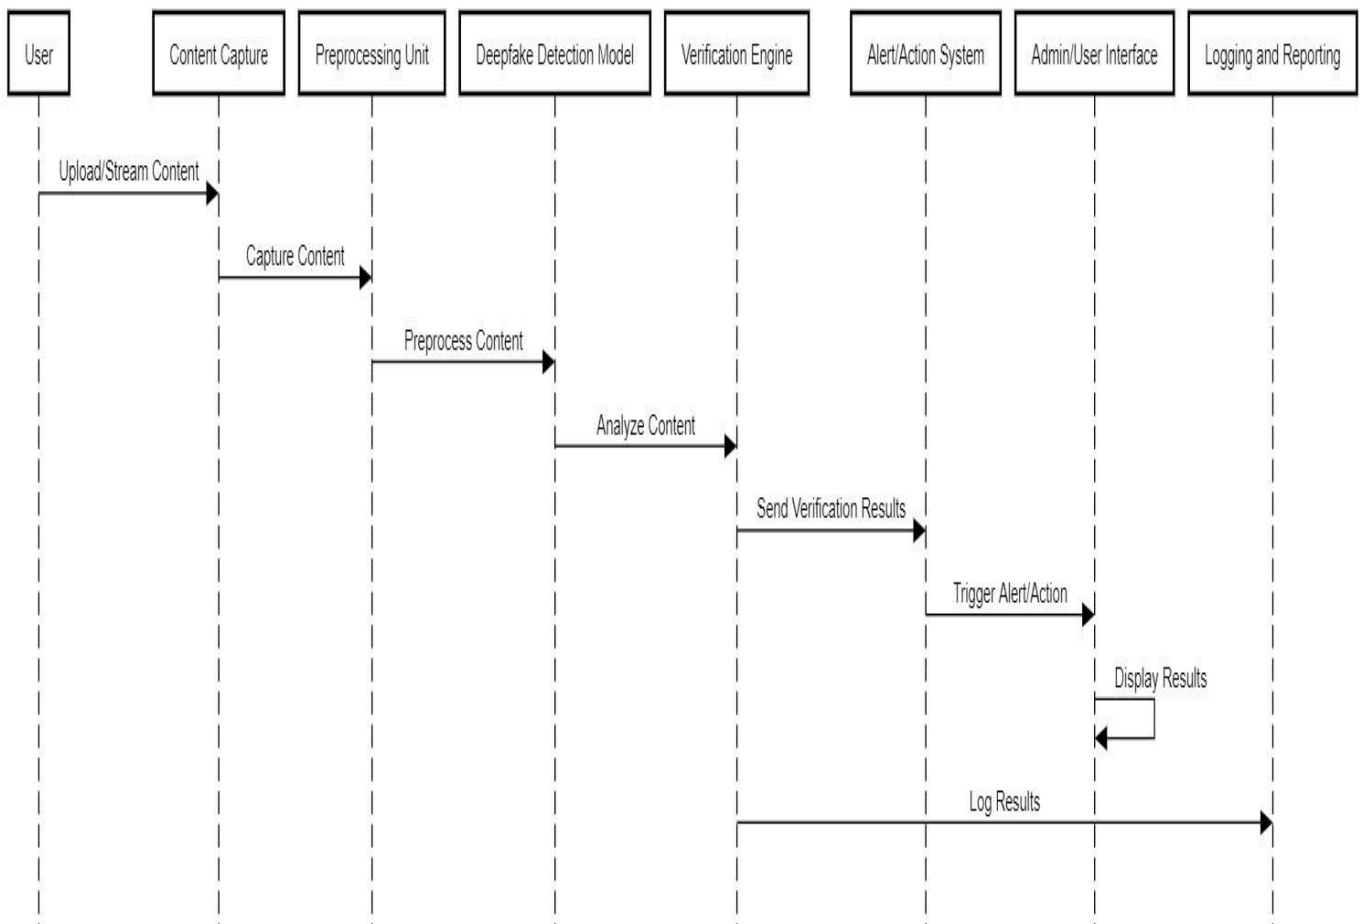 User
Content Capture
Preprocessing Unit
Deepfake Detection Model
Verification Engine
Alert/Action System
Admin/User Interface
Logging and Reporting
Upload/Stream Content
Capture Content
Preprocess Content
Analyze Content
Send Verification Results
Trigger Alert/Action
Display Results
Log Results